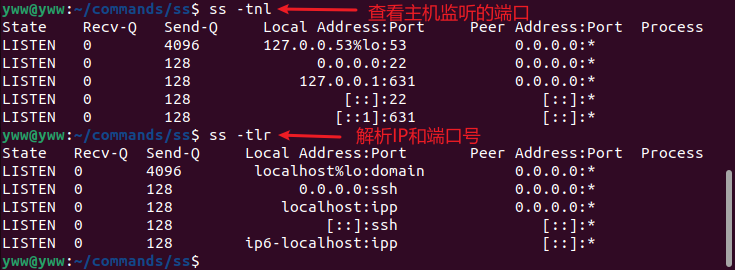 yww@yww:~/commands/ss$ ss -tnl 查看主机监听的端口
State Recv-Q Send-Q Local Address:Port Peer Address:Port Process
LISTEN 0 4096 127.0.0.53%lo:53 0.0.0.0:*
LISTEN 0 128 0.0.0.0:22 0.0.0.0:*
LISTEN 0 128 127.0.0.1:631 0.0.0.0:*
LISTEN 0 128 [::]:22 [::]:*
LISTEN 0 128 [::1]:631 [::]:*
yww@yww:~/commands/ss$ ss -tlr 解析IP和端口号
State Recv-Q Send-Q Local Address:Port Peer Address:Port Process
LISTEN 0 4096 localhost%lo:domain 0.0.0.0:*
LISTEN 0 128 0.0.0.0:ssh 0.0.0.0:*
LISTEN 0 128 localhost:ipp 0.0.0.0:*
LISTEN 0 128 [::]:ssh [::]:*
LISTEN 0 128 ip6-localhost:ipp [::]:*
yww@yww:~/commands/ss$